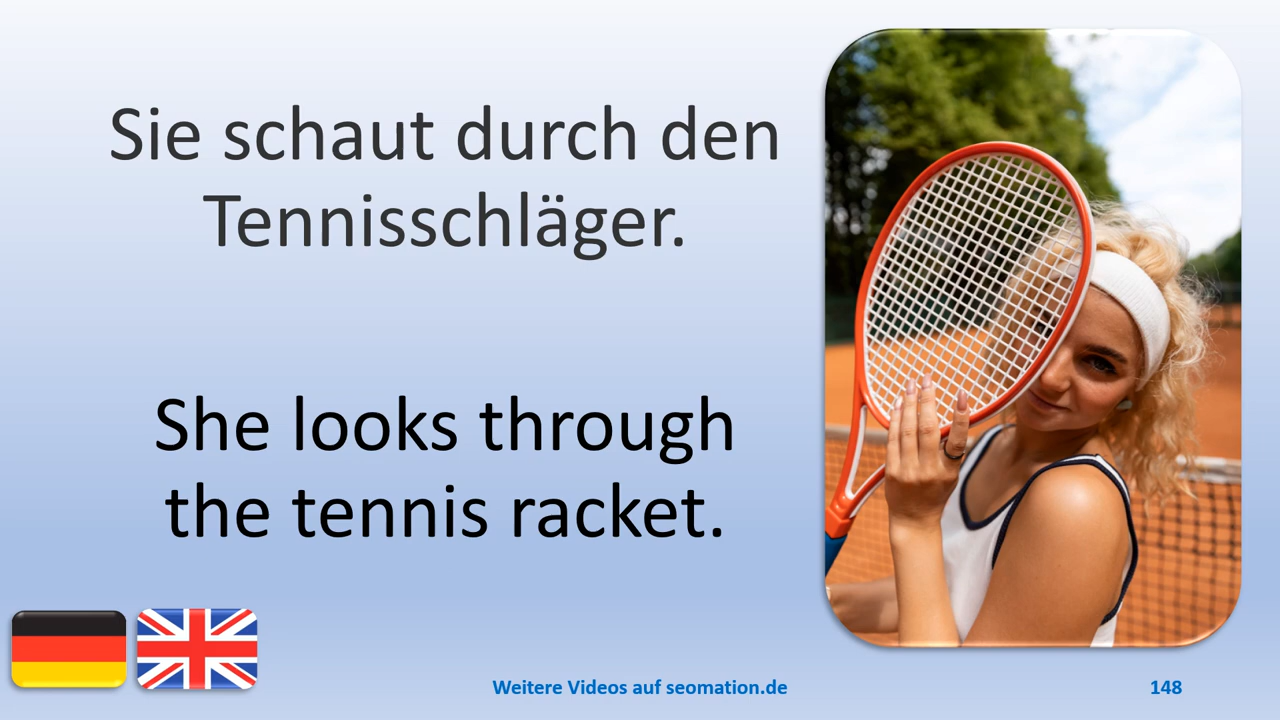 Sie schaut durch den
Tennisschläger.
She looks through
the tennis racket.
Weitere Videos auf seomation.de
148